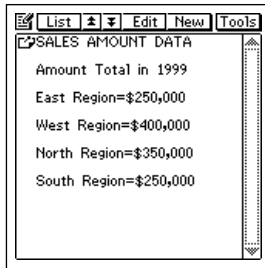 List Edit New Tools
SALES AMOUNT DATA
Amount Total in 1999
East Region=$250,000
West Region=$400,000
North Region=$350,000
South Region=$250,000